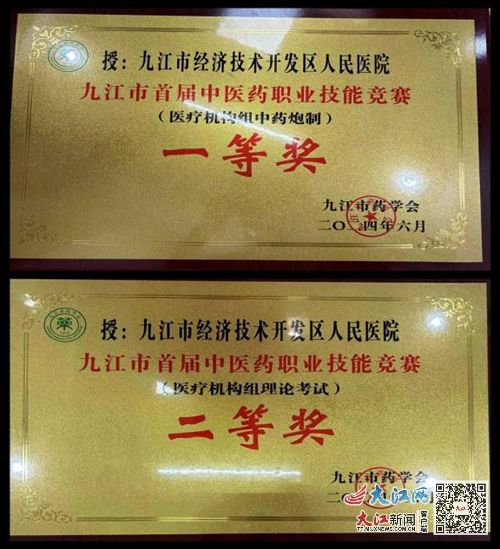 授：九江市经济技术开发区人民医院
九江市首届中医药职业技能竞赛
（医疗机构组中药炮制）
一等奖
九江市药学会
二〇二四年六月
药
授：九江市经济技术开发区人民医院
九江市首届中医药职业技能竞赛
（医疗机构组理论考试）
二等奖
九江市药学会
大江网
大江新闻 客户端